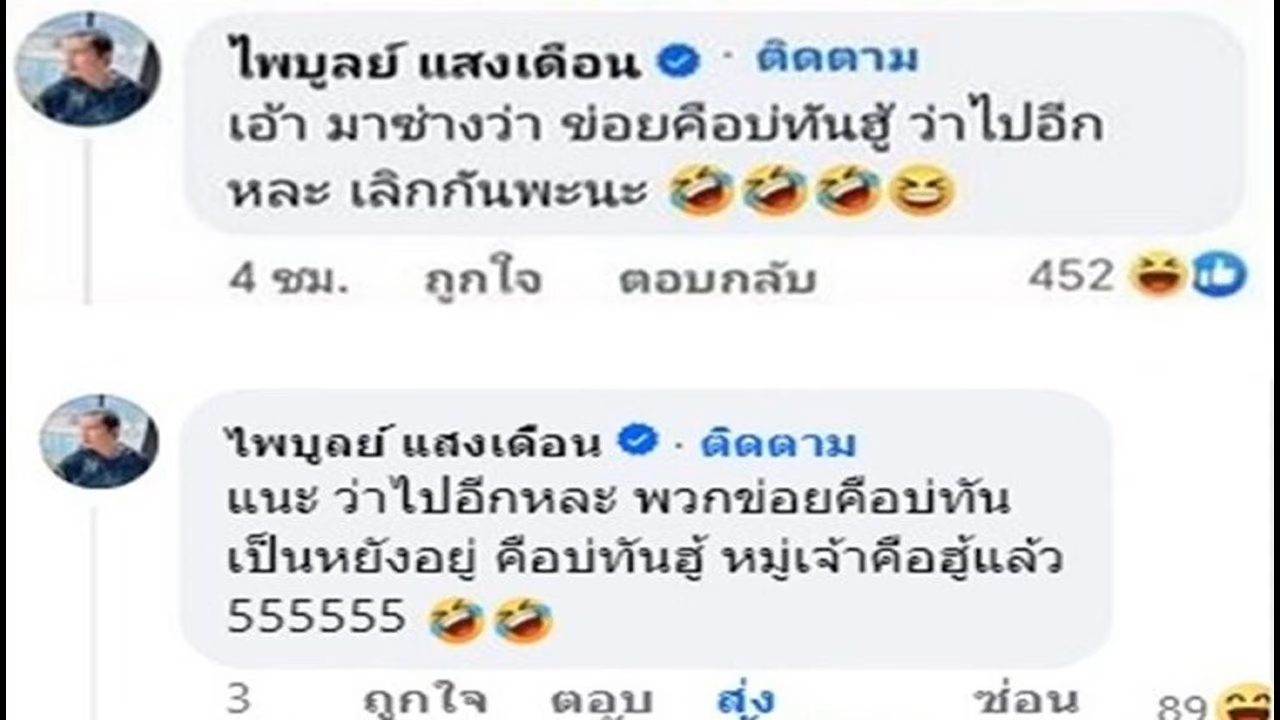 ไพบูลย์ แสงเดือน · ติดตาม
เอ้า มาซ่างว่า ข่อยคือบ่ทันฮู้ ว่าไปอีก
หละ เลิกกันพะนะ 🤣🤣🤣😆
4 ชม. ถูกใจ ตอบกลับ 452
ไพบูลย์ แสงเดือน · ติดตาม
แนะ ว่าไปอีกหละ พวกข่อยคือบ่ทัน
เป็นหยังอยู่ คือบ่ทันฮู้ หมู่เจ้าคือฮู้แล้ว
555555 🤣🤣
3 ถูกใจ ตอบ ส่ง ซ่อน 89